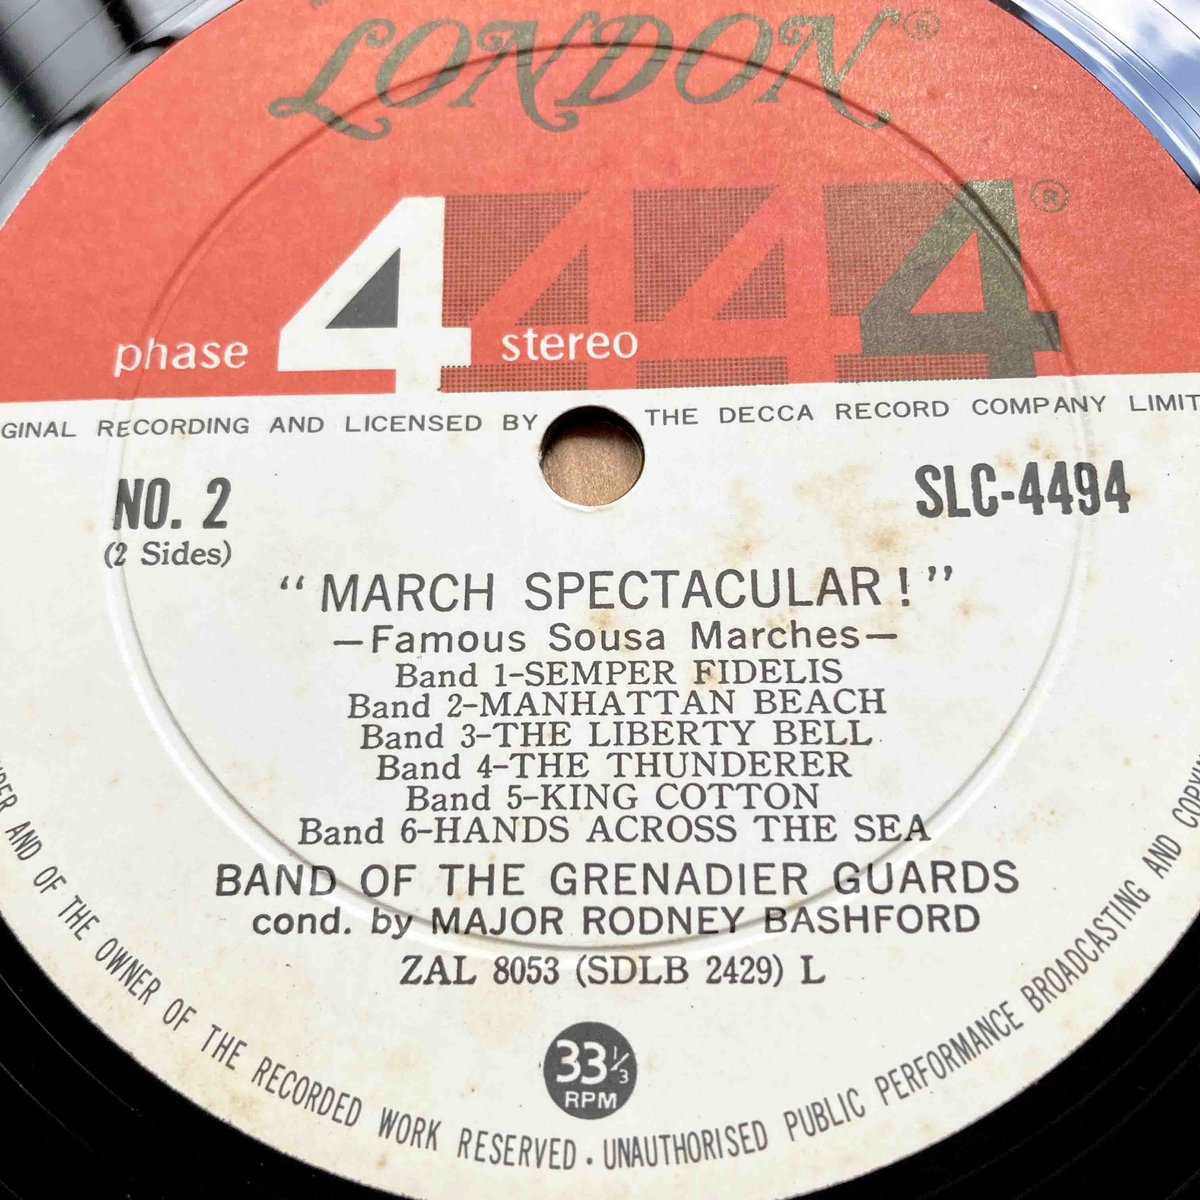 LONDON®
phase 4 stereo 444®
RECORDING AND LICENSED BY THE DECCA RECORD COMPANY
NO. 2
(2 Sides)
SLC-4494
“MARCH SPECTACULAR!”
—Famous Sousa Marches—
Band 1-SEMPER FIDELIS
Band 2-MANHATTAN BEACH
Band 3-THE LIBERTY BELL
Band 4-THE THUNDERER
Band 5-KING COTTON
Band 6-HANDS ACROSS THE SEA
BAND OF THE GRENADIER GUARDS
cond. by MAJOR RODNEY BASHFORD
ZAL 8053 (SDLB 2429) L
33⅓
RPM
AND OF THE OWNER OF THE RECORDED WORK RESERVED . UNAUTHORISED PUBLIC PERFORMANCE BROADCASTING AND